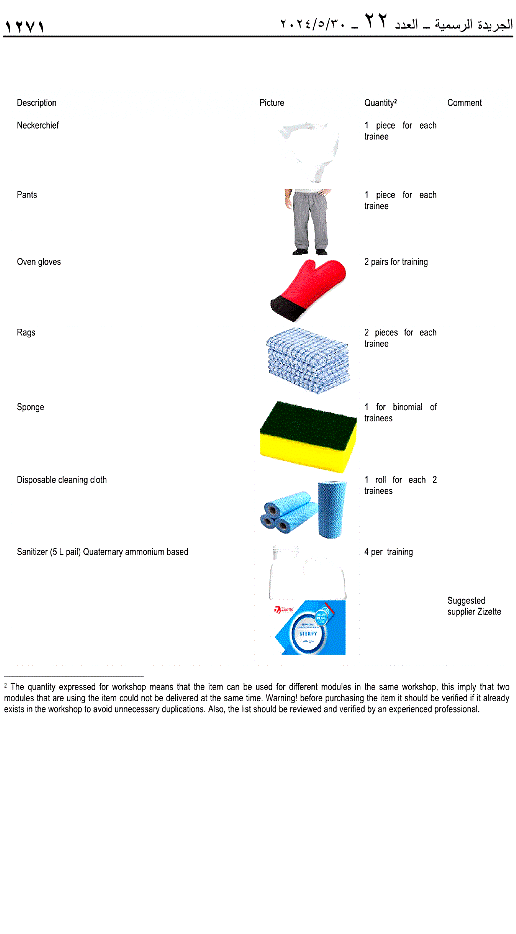 ١٢٧١ الجريدة الرسمية ـ العدد ٢٢ ـ ٢٠٢٤/٥/٣٠
Description Picture Quantity² Comment
Neckerchief 1 piece for each
trainee
Pants 1 piece for each
trainee
Oven gloves 2 pairs for training
Rags 2 pieces for each
trainee
Sponge 1 for binomial of
trainees
Disposable cleaning cloth 1 roll for each 2
trainees
Sanitizer (5 L pail) Quaternary ammonium based 4 per training
Suggested
supplier Zizelte
² The quantity expressed for workshop means that the item can be used for different modules in the same workshop, this imply that two
modules that are using the item could not be delivered at the same time. Warning! before purchasing the item it should be verified if it already
exists in the workshop to avoid unnecessary duplications. Also, the list should be reviewed and verified by an experienced professional.